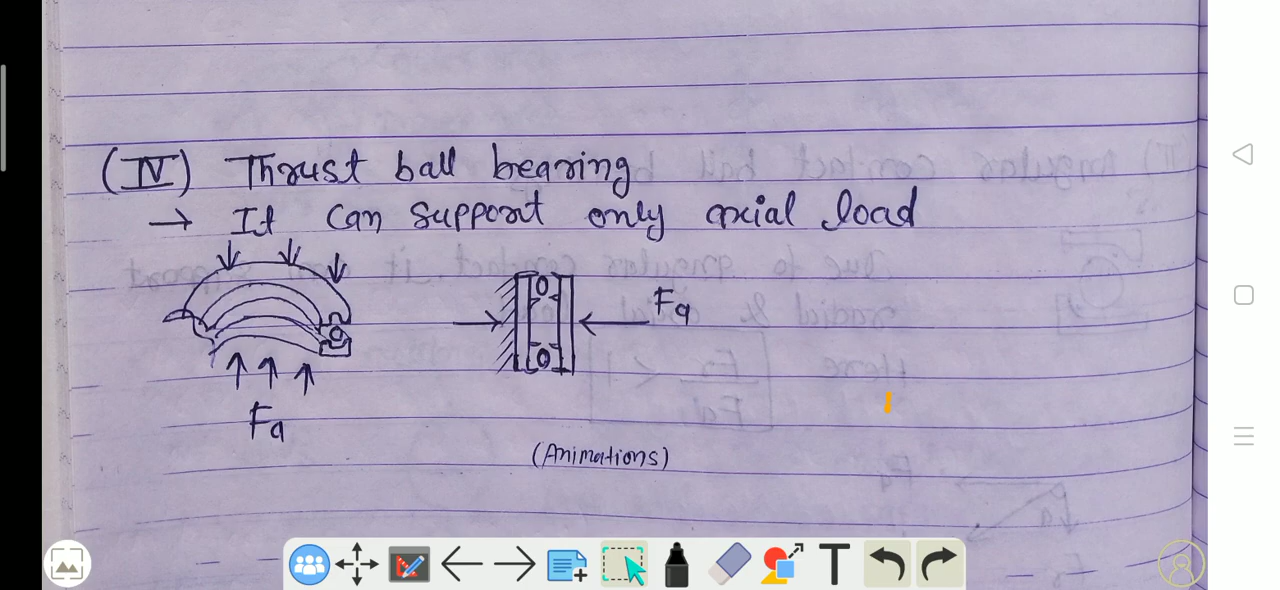 (IV) Thrust ball bearing
→ It can support only axial load
Fa
Fa
(Animations)
T